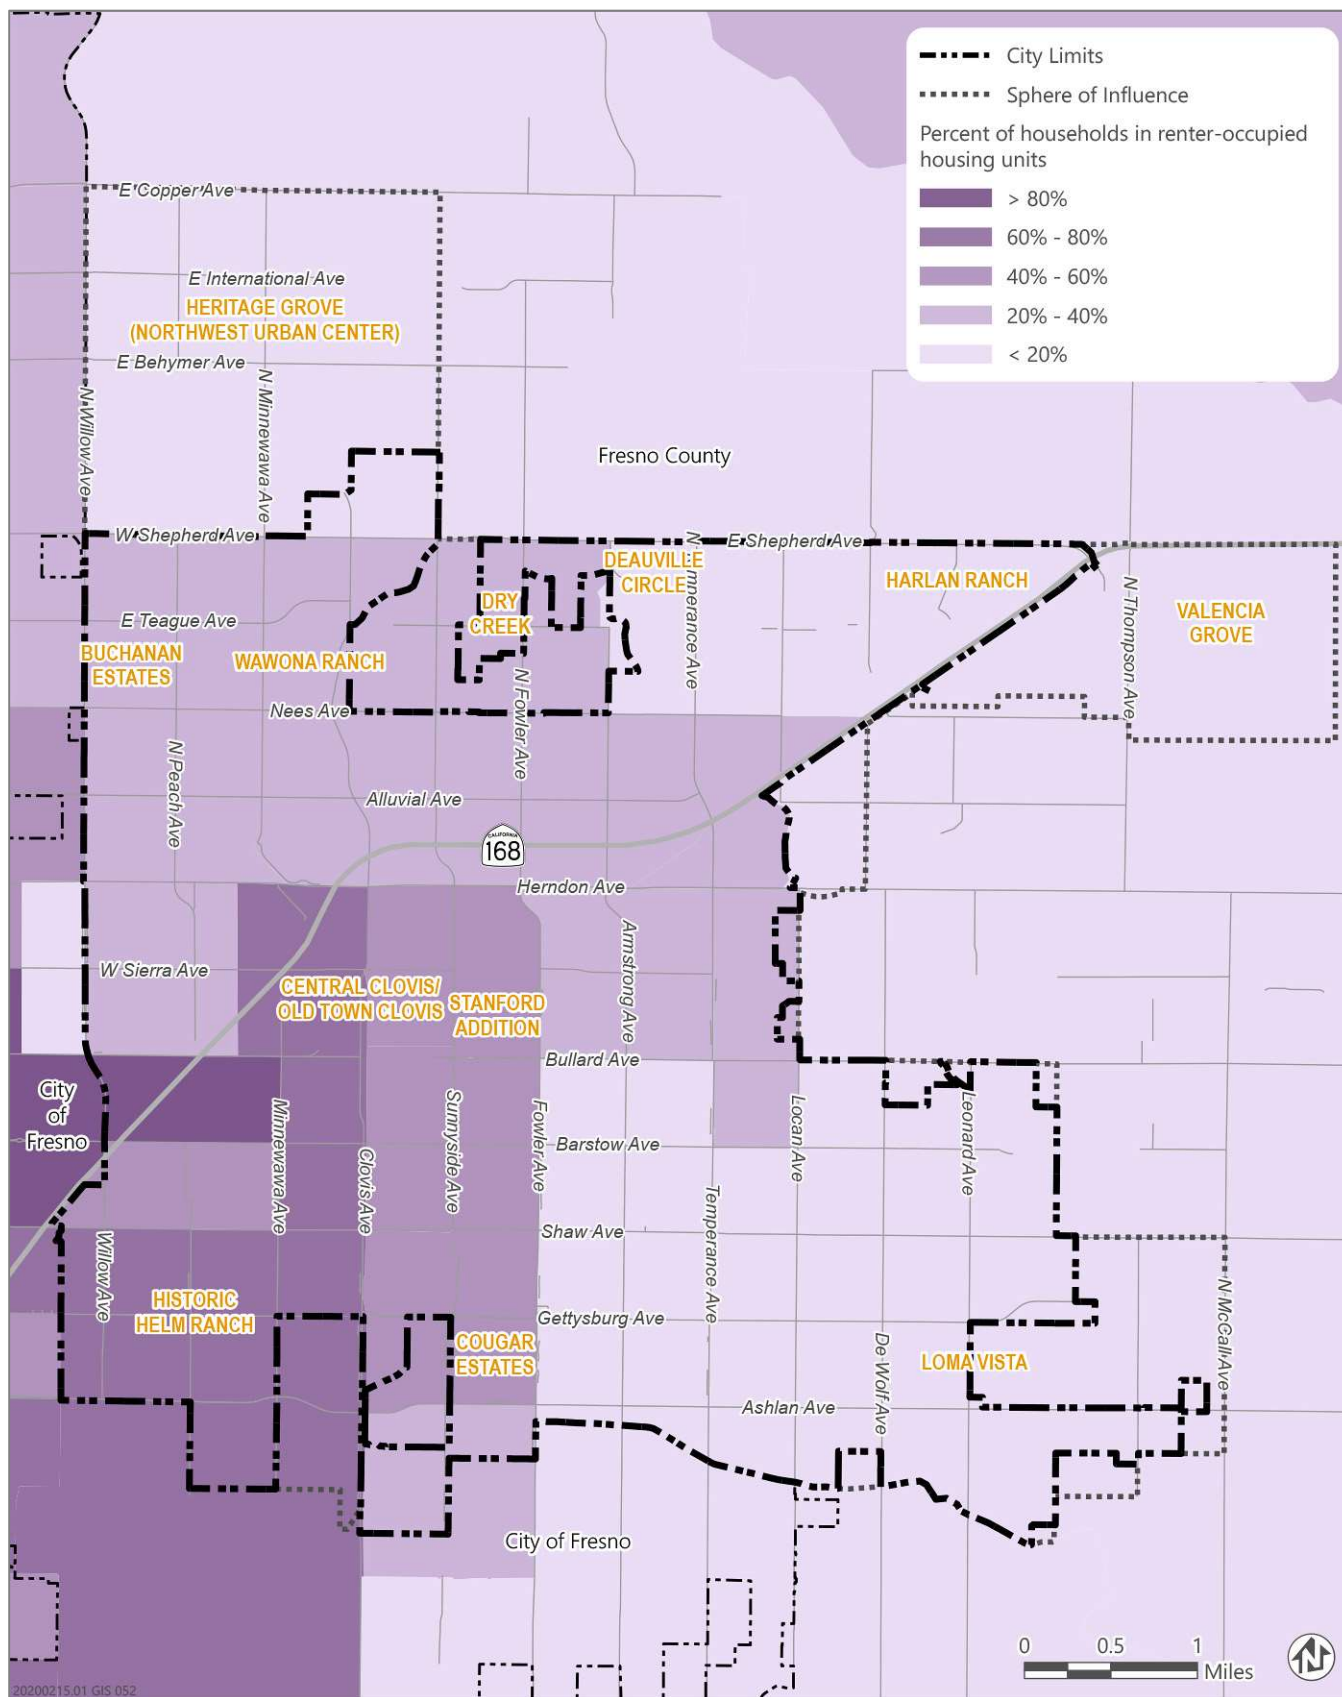 City Limits
Sphere of Influence
Percent of households in renter-occupied
housing units
> 80%
60% - 80%
40% - 60%
20% - 40%
< 20%
E Copper Ave
E International Ave
HERITAGE GROVE
(NORTHWEST URBAN CENTER)
E Behymer Ave
N Willow Ave
N Minnewawa Ave
Fresno County
W Shepherd Ave
E Shepherd Ave
DEAUVILLE
CIRCLE
HARLAN RANCH
N Temperance Ave
N Thompson Ave
VALENCIA
GROVE
DRY
CREEK
E Teague Ave
BUCHANAN
ESTATES
WAWONA RANCH
Nees Ave
N Fowler Ave
N Peach Ave
Alluvial Ave
CALIFORNIA
168
Herndon Ave
Armstrong Ave
W Sierra Ave
CENTRAL CLOVIS/
OLD TOWN CLOVIS
STANFORD
ADDITION
Bullard Ave
City
of
Fresno
Minnewawa Ave
Clovis Ave
Sunnyside Ave
Fowler Ave
Barstow Ave
Locan Ave
Leonard Ave
Temperance Ave
Shaw Ave
Willow Ave
HISTORIC
HELM RANCH
Gettysburg Ave
COUGAR
ESTATES
De Wolf Ave
LOMA VISTA
N McCall Ave
Ashlan Ave
City of Fresno
0 0.5 1
Miles
N
20200215.01 GIS 052